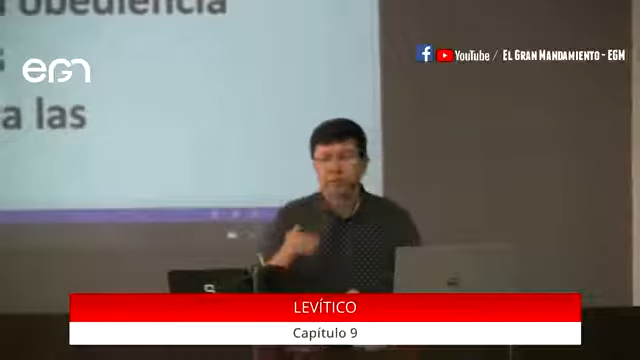 obediencia
a las
egm
YouTube / EL GRAN MANDAMIENTO - EGM
LEVÍTICO
Capítulo 9